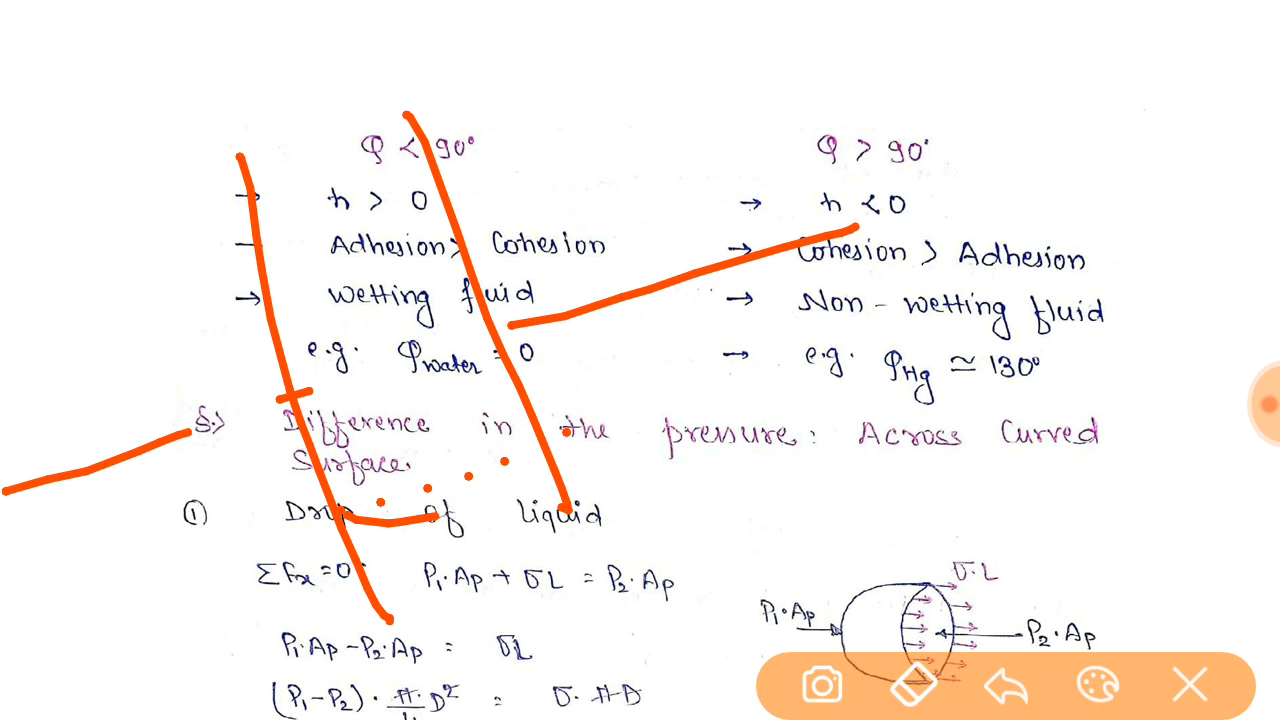 φ < 90°
φ > 90°
→ h > 0
→ h < 0
→ Adhesion > Cohesion
→ Cohesion > Adhesion
→ Wetting fluid
→ Non-wetting fluid
e.g. φwater = 0
→ e.g. φHg ≃ 130°
§:> Difference in the pressure: Across Curved
Surface.
① Drop of liquid
ΣFx = 0: P₁.Ap + σL = P₂.Ap
σ.L
P₁.Ap
P₂.Ap
P₁.Ap - P₂.Ap = σL
(P₁-P₂) . π/4 D² = σ. πD